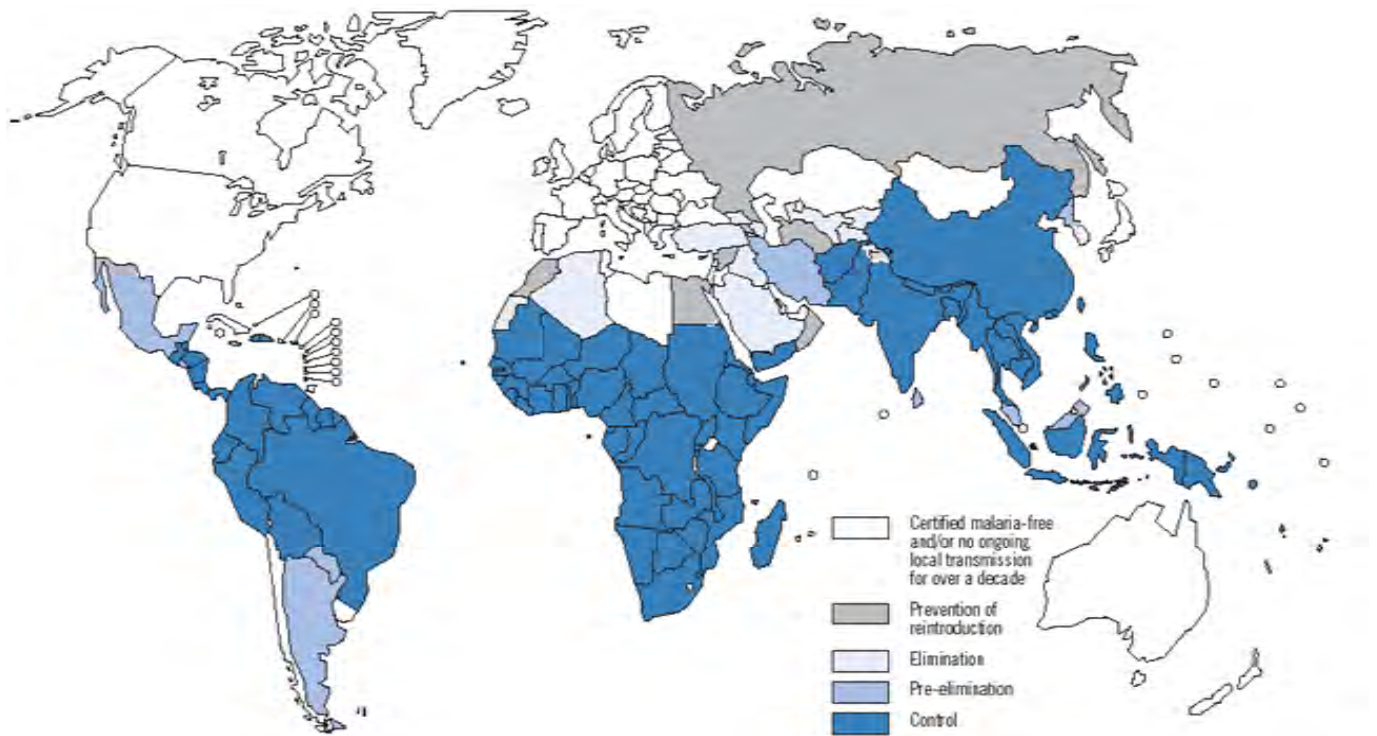 Certified malaria-free
and/or no ongoing
local transmission
for over a decade
Prevention of
reintroduction
Elimination
Pre-elimination
Control